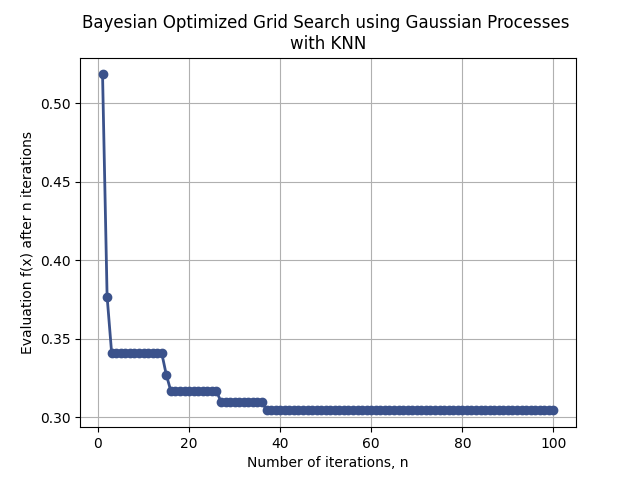 Bayesian Optimized Grid Search using Gaussian Processes
with KNN
Evaluation f(x) after n iterations
0.50
0.45
0.40
0.35
0.30
0 20 40 60 80 100
Number of iterations, n